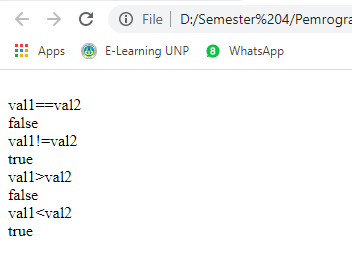 File | D:/Semester%204/Pemrogra
Apps E-Learning UNP 8 WhatsApp
val1==val2
false
val1!=val2
true
val1>val2
false
val1<val2
true